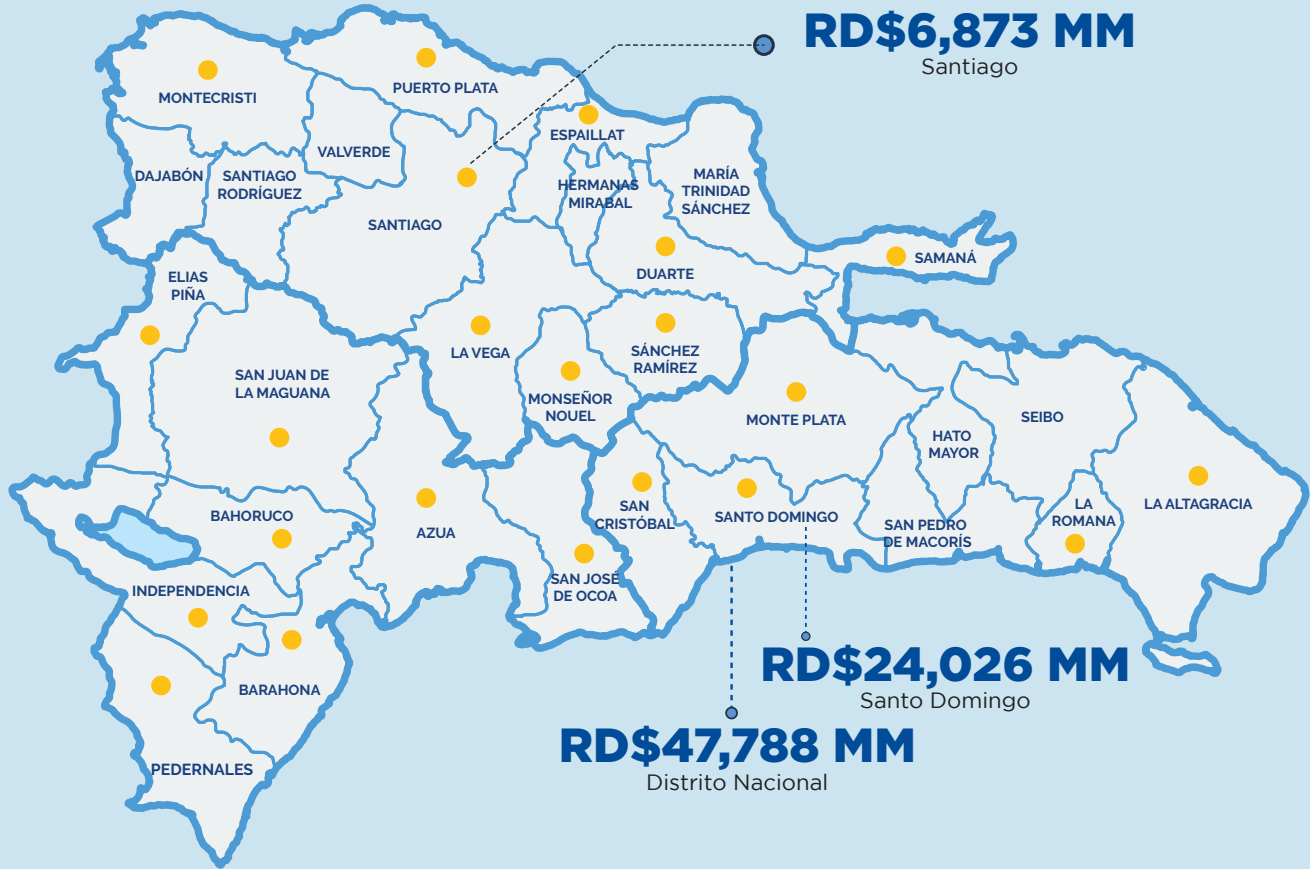 RD$6,873 MM
Santiago
MONTECRISTI
PUERTO PLATA
ESPAILLAT
VALVERDE
DAJABÓN
SANTIAGO
RODRÍGUEZ
HERMANAS
MIRABAL
MARÍA
TRINIDAD
SÁNCHEZ
SANTIAGO
SAMANÁ
ELIAS
PIÑA
DUARTE
LA VEGA
SÁNCHEZ
RAMÍREZ
SAN JUAN DE
LA MAGUANA
MONSEÑOR
NOUEL
MONTE PLATA
SEIBO
HATO
MAYOR
BAHORUCO
AZUA
SAN
CRISTÓBAL
SANTO DOMINGO
SAN PEDRO
DE MACORÍS
LA
ROMANA
LA ALTAGRACIA
INDEPENDENCIA
SAN JOSÉ
DE OCOA
BARAHONA
PEDERNALES
RD$24,026 MM
Santo Domingo
RD$47,788 MM
Distrito Nacional